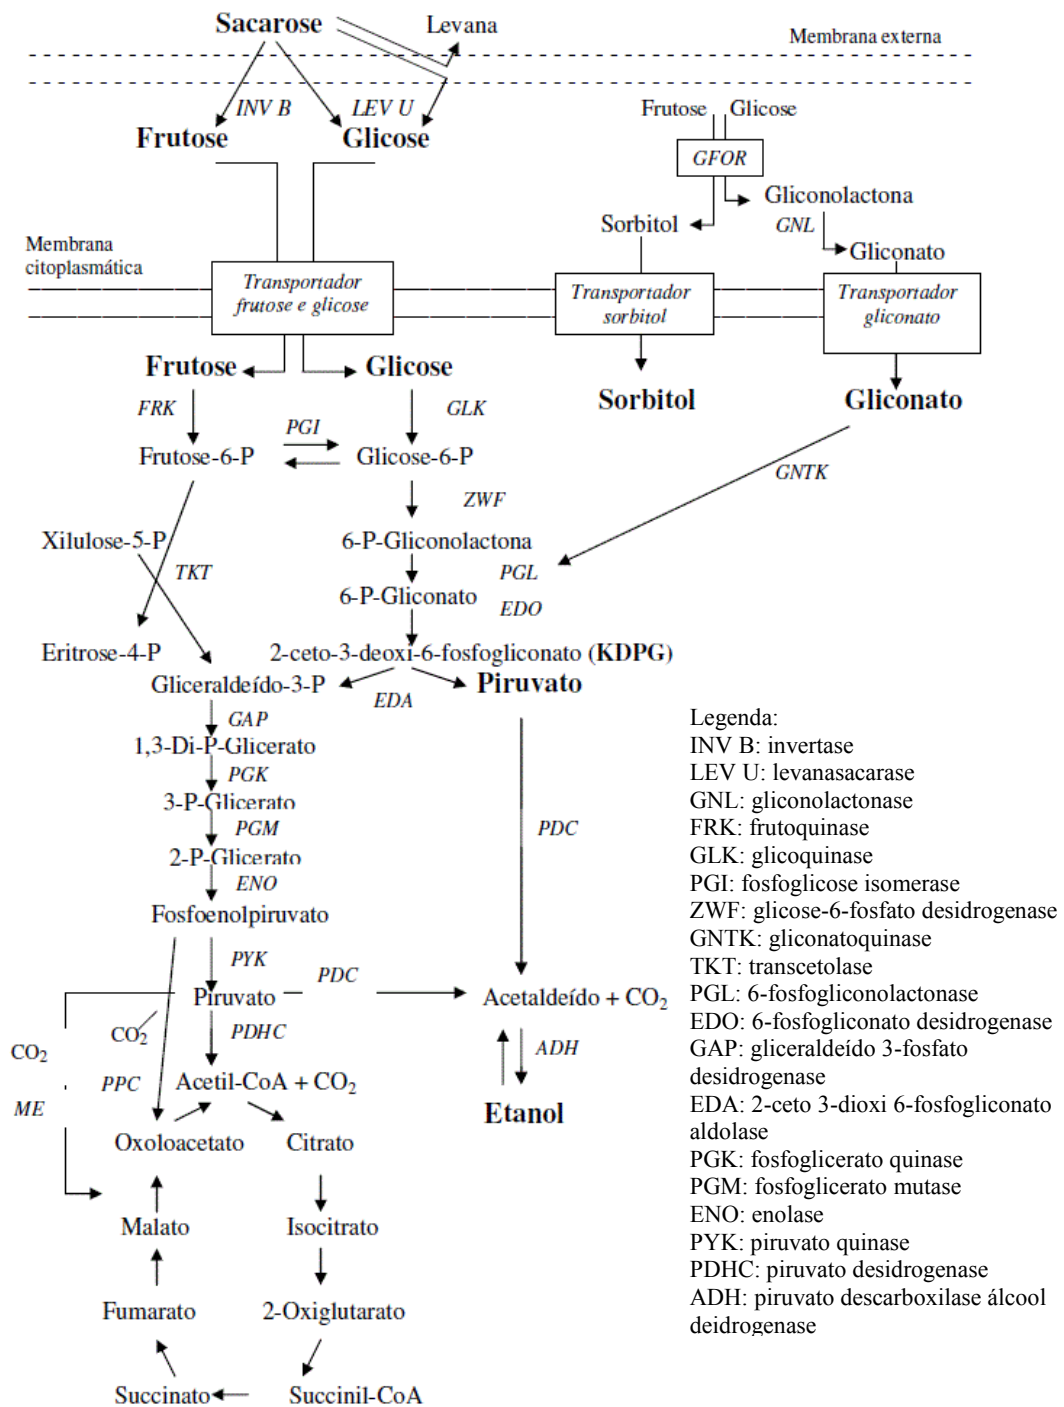 Sacarose
Levana
Membrana externa
INV B
LEV U
Frutose
Glicose
Frutose
Glicose
GFOR
Gliconolactona
Sorbitol
GNL
Gliconato
Membrana
citoplasmática
Transportador
frutose e glicose
Transportador
sorbitol
Transportador
gliconato
Frutose
Glicose
Sorbitol
Gliconato
FRK
PGI
GLK
Frutose-6-P
Glicose-6-P
GNTK
ZWF
Xilulose-5-P
6-P-Gliconolactona
TKT
PGL
6-P-Gliconato
EDO
Eritrose-4-P
2-ceto-3-deoxi-6-fosfogliconato (KDPG)
Gliceraldeído-3-P
EDA
Piruvato
GAP
1,3-Di-P-Glicerato
PGK
3-P-Glicerato
PGM
2-P-Glicerato
PDC
ENO
Fosfoenolpiruvato
PYK
PDC
Piruvato
Acetaldeído + CO2
CO2
PDHC
CO2
ADH
PPC
Acetil-CoA + CO2
ME
Etanol
Oxoloacetato
Citrato
Malato
Isocitrato
Fumarato
2-Oxiglutarato
Succinato
Succinil-CoA
Legenda:
INV B: invertase
LEV U: levanasacarase
GNL: gliconolactonase
FRK: frutoquinase
GLK: glicoquinase
PGI: fosfoglicose isomerase
ZWF: glicose-6-fosfato desidrogenase
GNTK: gliconatoquinase
TKT: transcetolase
PGL: 6-fosfogliconolactonase
EDO: 6-fosfogliconato desidrogenase
GAP: gliceraldeído 3-fosfato
desidrogenase
EDA: 2-ceto 3-dioxi 6-fosfogliconato
aldolase
PGK: fosfoglicerato quinase
PGM: fosfoglicerato mutase
ENO: enolase
PYK: piruvato quinase
PDHC: piruvato desidrogenase
ADH: piruvato descarboxilase álcool
deidrogenase